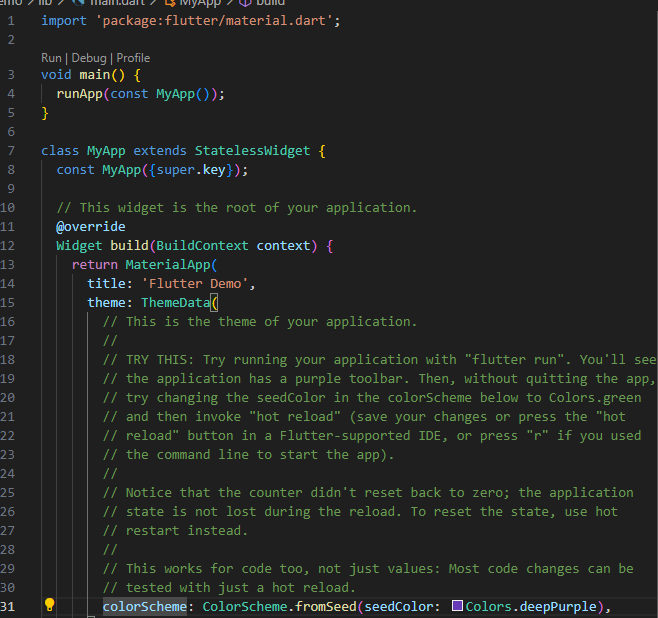 emo > lib > main.dart > MyApp > build
1 import 'package:flutter/material.dart';
2
Run | Debug | Profile
3 void main() {
4 runApp(const MyApp());
5 }
6
7 class MyApp extends StatelessWidget {
8 const MyApp({super.key});
9
10 // This widget is the root of your application.
11 @override
12 Widget build(BuildContext context) {
13 return MaterialApp(
14 title: 'Flutter Demo',
15 theme: ThemeData(
16 // This is the theme of your application.
17 //
18 // TRY THIS: Try running your application with "flutter run". You'll see
19 // the application has a purple toolbar. Then, without quitting the app,
20 // try changing the seedColor in the colorScheme below to Colors.green
21 // and then invoke "hot reload" (save your changes or press the "hot
22 // reload" button in a Flutter-supported IDE, or press "r" if you used
23 // the command line to start the app).
24 //
25 // Notice that the counter didn't reset back to zero; the application
26 // state is not lost during the reload. To reset the state, use hot
27 // restart instead.
28 //
29 // This works for code too, not just values: Most code changes can be
30 // tested with just a hot reload.
31 colorScheme: ColorScheme.fromSeed(seedColor: Colors.deepPurple),